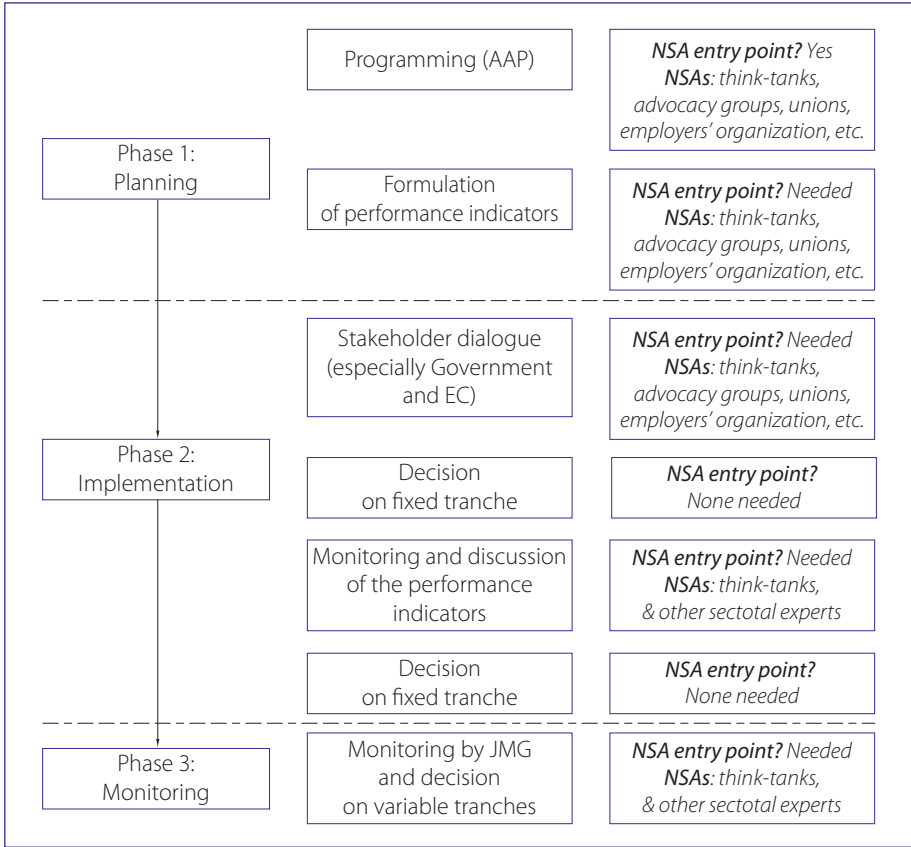 Programming (AAP)
NSA entry point? Yes
NSAs: think-tanks,
advocacy groups, unions,
employers' organization, etc.
Phase 1:
Planning
Formulation
of performance indicators
NSA entry point? Needed
NSAs: think-tanks,
advocacy groups, unions,
employers' organization, etc.
Stakeholder dialogue
(especially Government
and EC)
NSA entry point? Needed
NSAs: think-tanks,
advocacy groups, unions,
employers' organization, etc.
Phase 2:
Implementation
Decision
on fixed tranche
NSA entry point?
None needed
Monitoring and discussion
of the performance
indicators
NSA entry point? Needed
NSAs: think-tanks,
& other sectotal experts
Decision
on fixed tranche
NSA entry point?
None needed
Phase 3:
Monitoring
Monitoring by JMG
and decision
on variable tranches
NSA entry point? Needed
NSAs: think-tanks,
& other sectotal experts